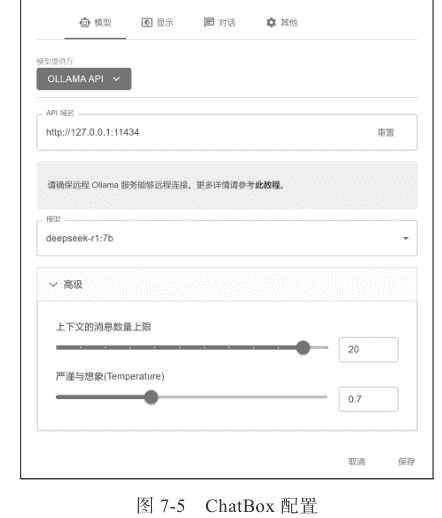 模型 显示 对话 其他
模型提供方:
OLLAMA API
API 域名
http://127.0.0.1:11434 重置
请确保远程 Ollama 服务能够远程连接。更多详情请参考此教程。
模型
deepseek-r1:7b
高级
上下文的消息数量上限
20
严谨与想象(Temperature)
0.7
取消 保存
图 7-5 ChatBox 配置